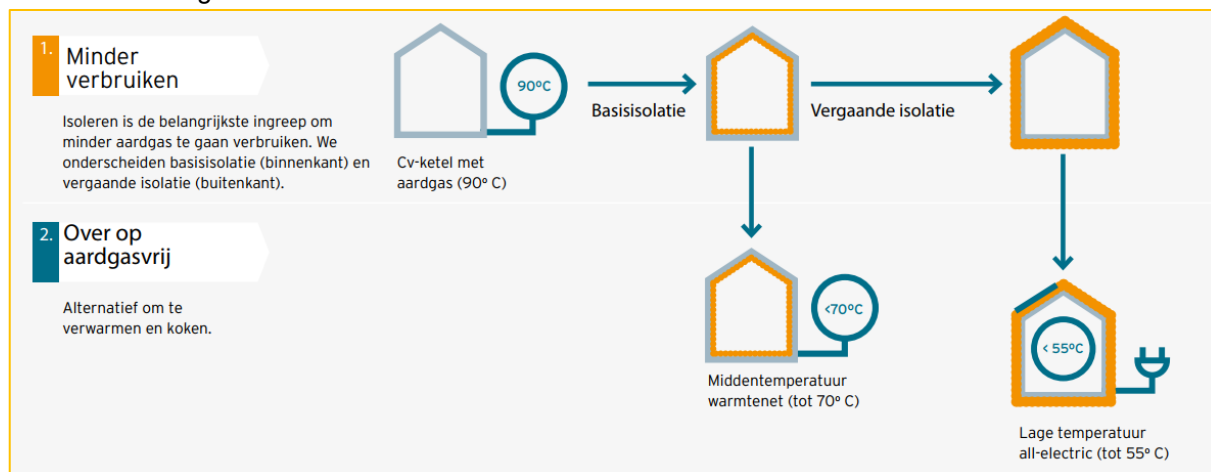 1.
Minder
verbruiken
Isoleren is de belangrijkste ingreep om
minder aardgas te gaan verbruiken. We
onderscheiden basisisolatie (binnenkant) en
vergaande isolatie (buitenkant).
90ºC
Cv-ketel met
aardgas (90º C)
Basisisolatie
Vergaande isolatie
2.
Over op
aardgasvrij
Alternatief om te
verwarmen en koken.
<70ºC
Middentemperatuur
warmtenet (tot 70º C)
< 55ºC
Lage temperatuur
all-electric (tot 55º C)